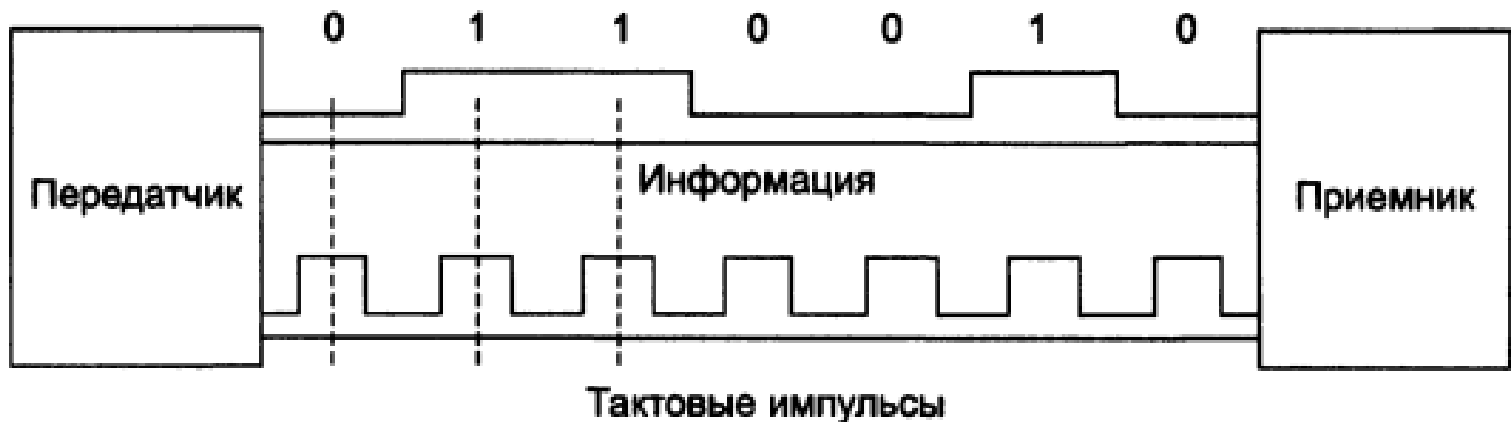 0 1 1 0 0 1 0
Передатчик
Информация
Приемник
Тактовые импульсы